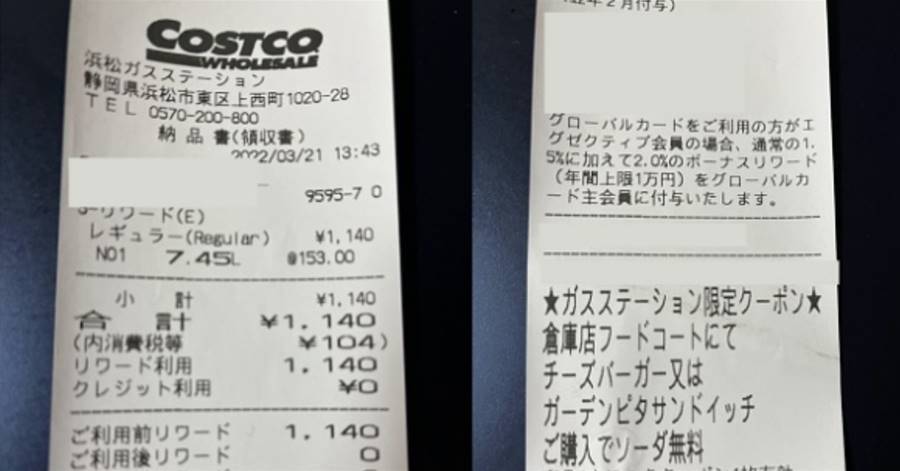 COSTCO
WHOLESALE
浜松ガスステーション
静岡県浜松市東区上西町1020-28
TEL 0570-200-800
納品書(領収書)
2022/03/21 13:43
9595-7 0
リワード(E)
レギュラー(Regular) ¥1,140
N01 7.45L @153.00
小計 ¥1,140
合計 ¥1,140
(内消費税等 ¥104)
リワード利用 1,140
クレジット利用 ¥0
ご利用前リワード 1,140
ご利用後リワード 0
0
年2月付与)
グローバルカードをご利用の方がエ
グゼクティブ会員の場合、通常の1.
5%に加えて2.0%のボーナスリワード
(年間上限1万円)をグローバルカ
ード主会員に付与いたします。
★ガスステーション限定クーポン★
倉庫店フードコートにて
チーズバーガー又は
ガーデンピタサンドイッチ
ご購入でソーダ無料